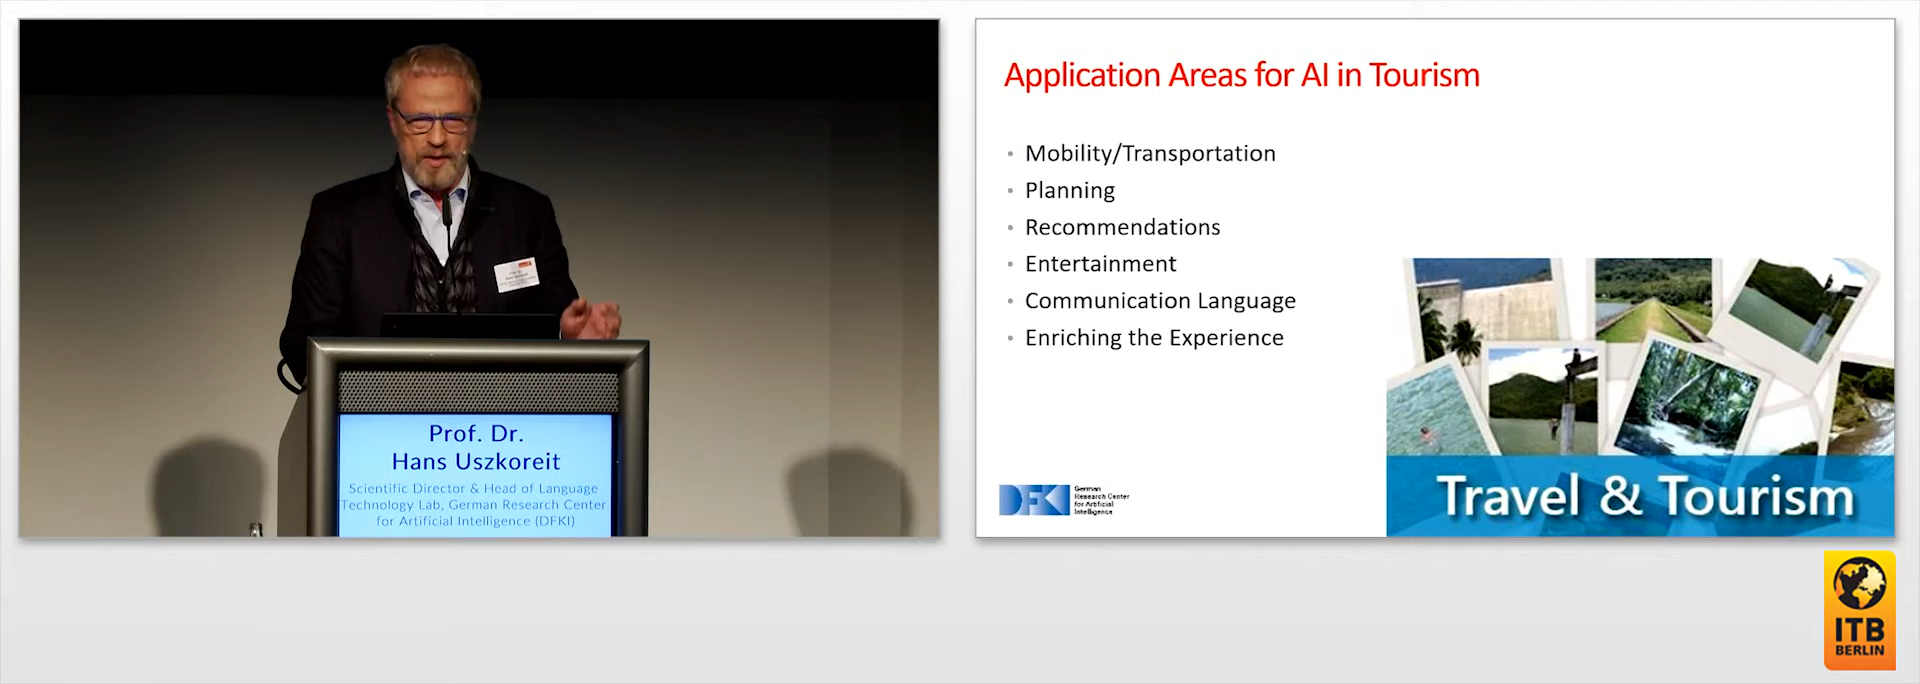 Prof. Dr.
Hans Uszkoreit
Scientific Director & Head of Language
Technology Lab, German Research Center
for Artificial Intelligence (DFKI)
Application Areas for AI in Tourism
Mobility/Transportation
Planning
Recommendations
Entertainment
Communication Language
Enriching the Experience
DFKI
German
Research Center
for Artificial
Intelligence
Travel & Tourism
ITB
BERLIN